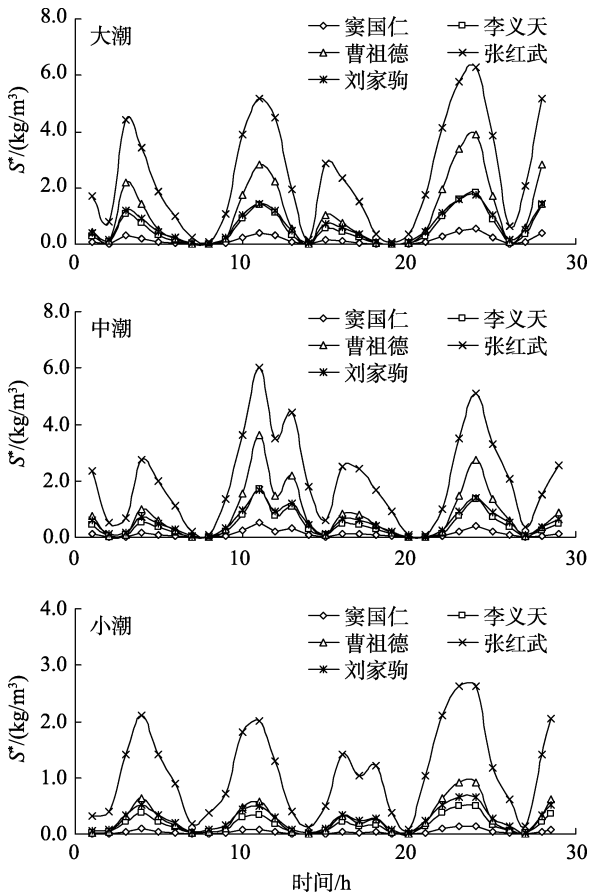 8.0
大潮
窦国仁
李义天
曹祖德
张红武
刘家驹
6.0
4.0
2.0
0.0
S*/(kg/m³)
0
10
20
30
8.0
中潮
窦国仁
李义天
曹祖德
张红武
刘家驹
6.0
4.0
2.0
0.0
S*/(kg/m³)
0
10
20
30
4.0
小潮
窦国仁
李义天
曹祖德
张红武
刘家驹
3.0
2.0
1.0
0.0
S*/(kg/m³)
0
10
20
30
时间/h